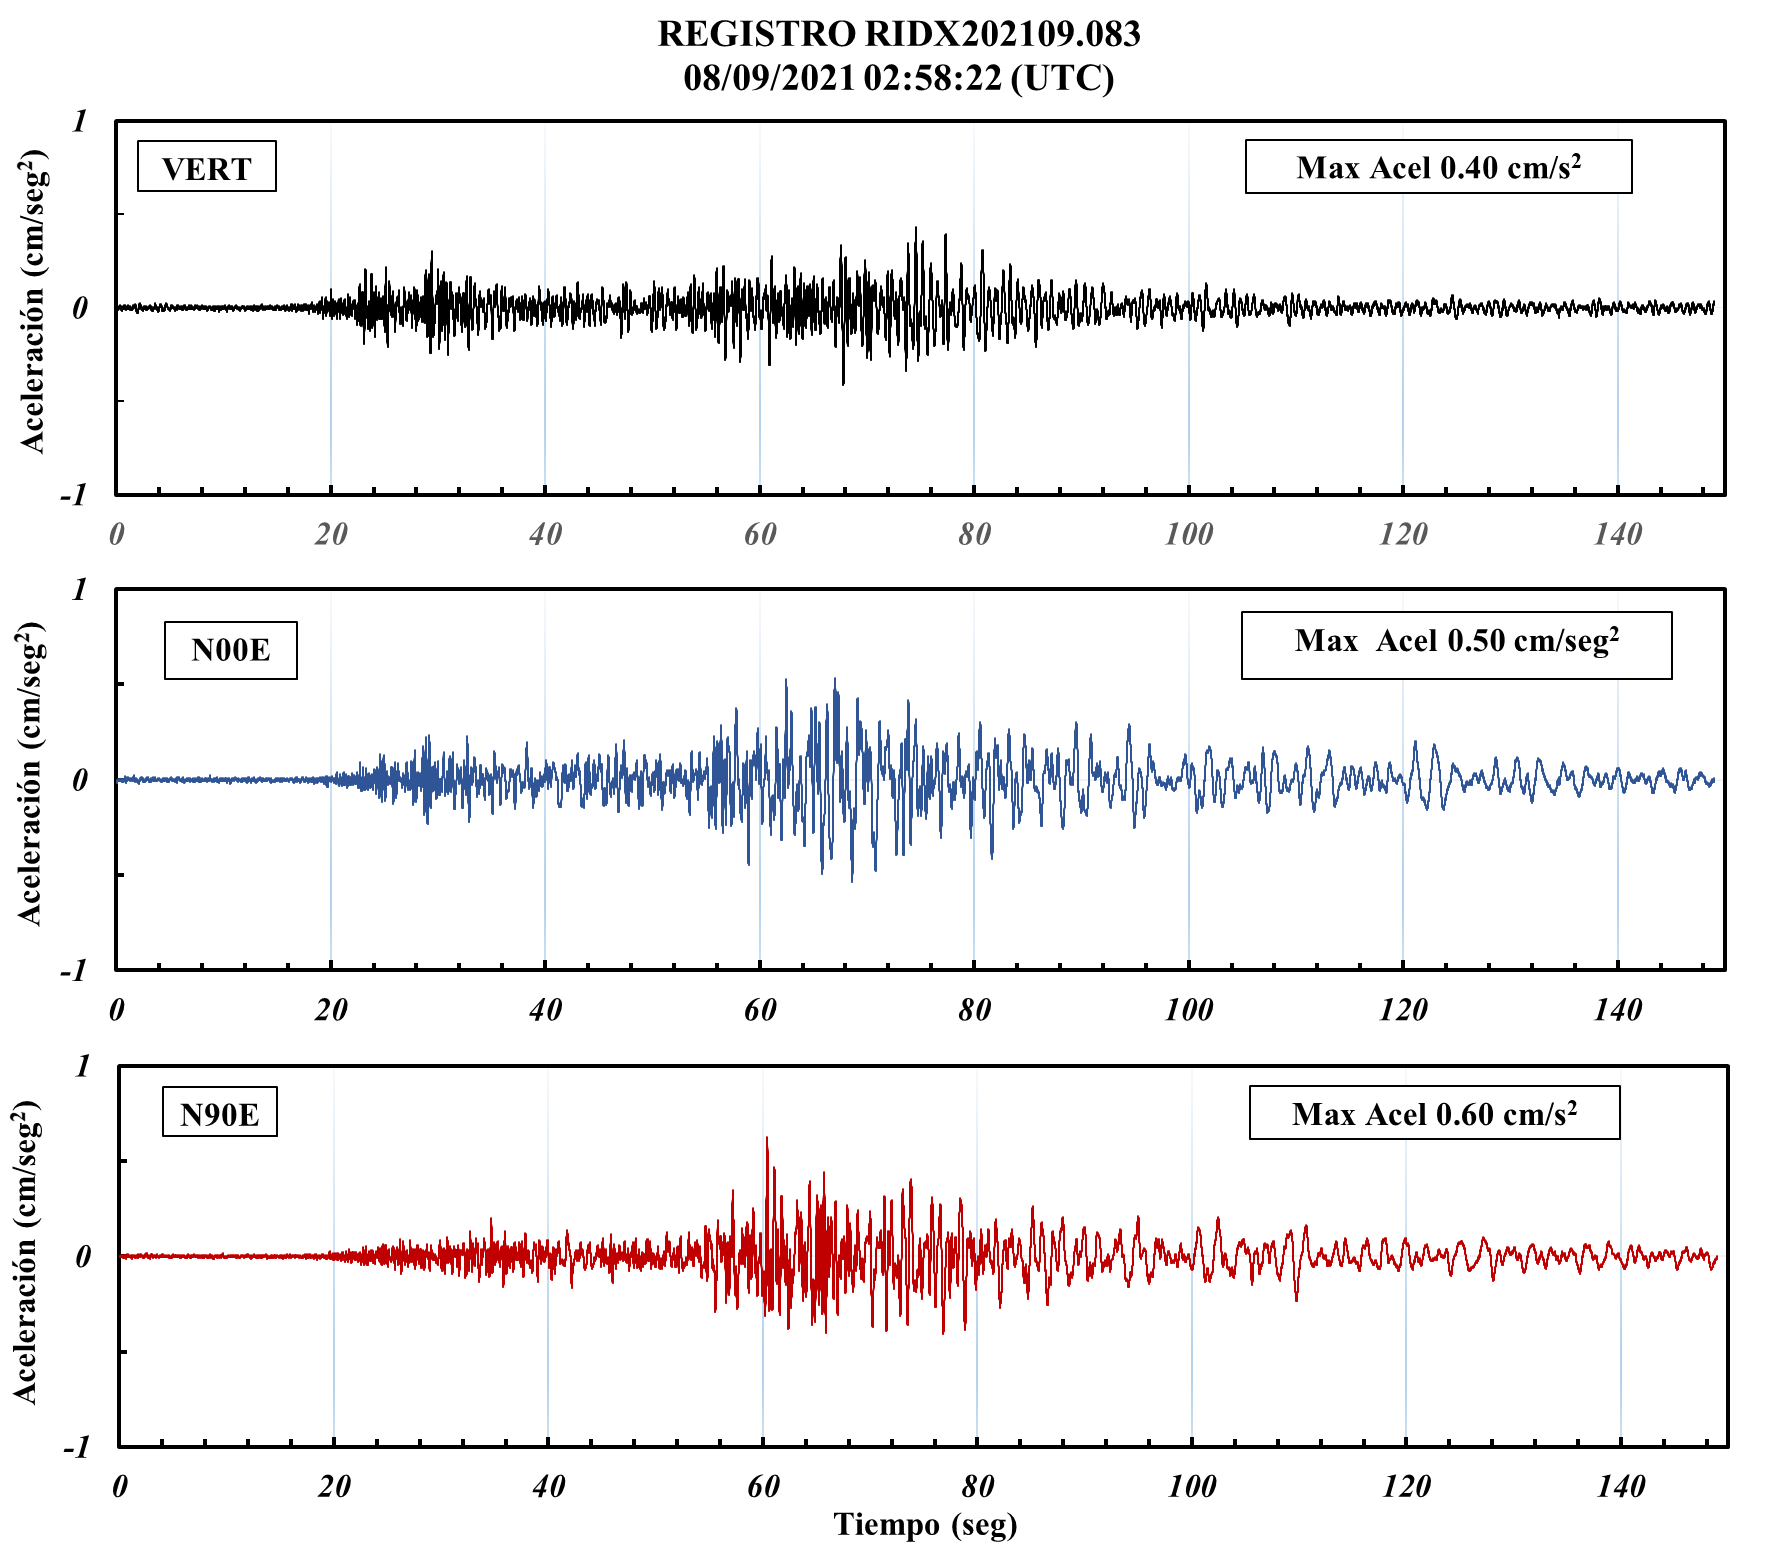 REGISTRO RIDX202109.083
08/09/2021 02:58:22 (UTC)
Aceleración (cm/seg²)
1
0
-1
VERT
Max Acel 0.40 cm/s²
0 20 40 60 80 100 120 140
Aceleración (cm/seg²)
1
0
-1
N00E
Max  Acel 0.50 cm/seg²
0 20 40 60 80 100 120 140
Aceleración (cm/seg²)
1
0
-1
N90E
Max Acel 0.60 cm/s²
0 20 40 60 80 100 120 140
Tiempo (seg)